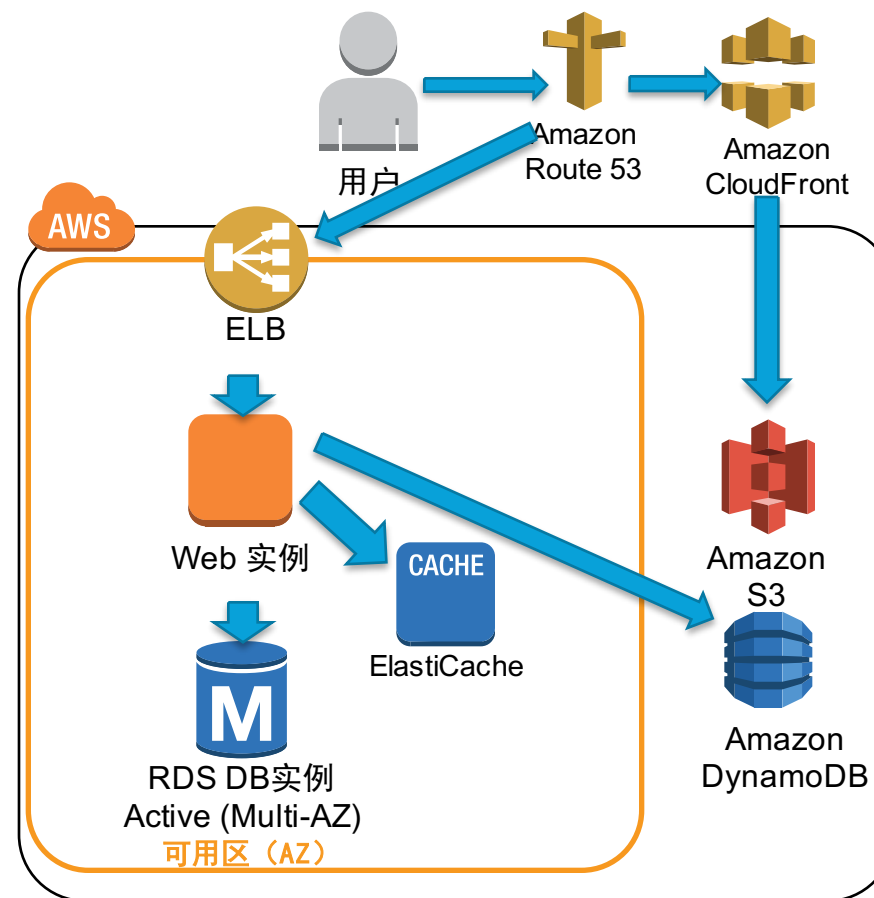 用户
Amazon
Route 53
Amazon
CloudFront
AWS
ELB
Web 实例
CACHE
ElastiCache
Amazon
S3
M
RDS DB实例
Active (Multi-AZ)
可用区（AZ）
Amazon
DynamoDB